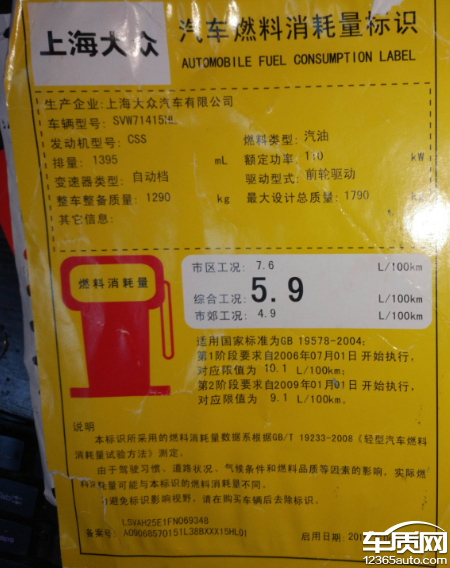 上海大众
汽车燃料消耗量标识
AUTOMOBILE FUEL CONSUMPTION LABEL
生产企业:上海大众汽车有限公司
车辆型号: SVW71415HL
发动机型号: CSS 燃料类型: 汽油
排量: 1395 mL 额定功率: 110 kW
变速器类型: 自动档 驱动型式: 前轮驱动
整车整备质量: 1290 kg 最大设计总质量: 1790 kg
其它信息:
燃料消耗量
市区工况: 7.6 L/100km
综合工况: 5.9 L/100km
市郊工况: 4.9 L/100km
适用国家标准为GB 19578-2004;
第1阶段要求自2006年07月01日 开始执行,
对应限值为 10.1 L/100km;
第2阶段要求自2009年01月01日 开始执行,
对应限值为 9.1 L/100km.
说明
本标识所采用的燃料消耗量数据系根据GB/T 19233-2008《轻型汽车燃料
消耗量试验方法》测定。
由于驾驶习惯、道路状况、气候条件和燃料品质等因素的影响，实际燃
料消耗量可能与本标识的燃料消耗量不同。
为避免标识影响视野，请在购买车辆后去除标识。
LSVAH25E1FN069348
备案号: A09068570151L388XXX15HL01 启用日期: 201
车质网
12365auto.com